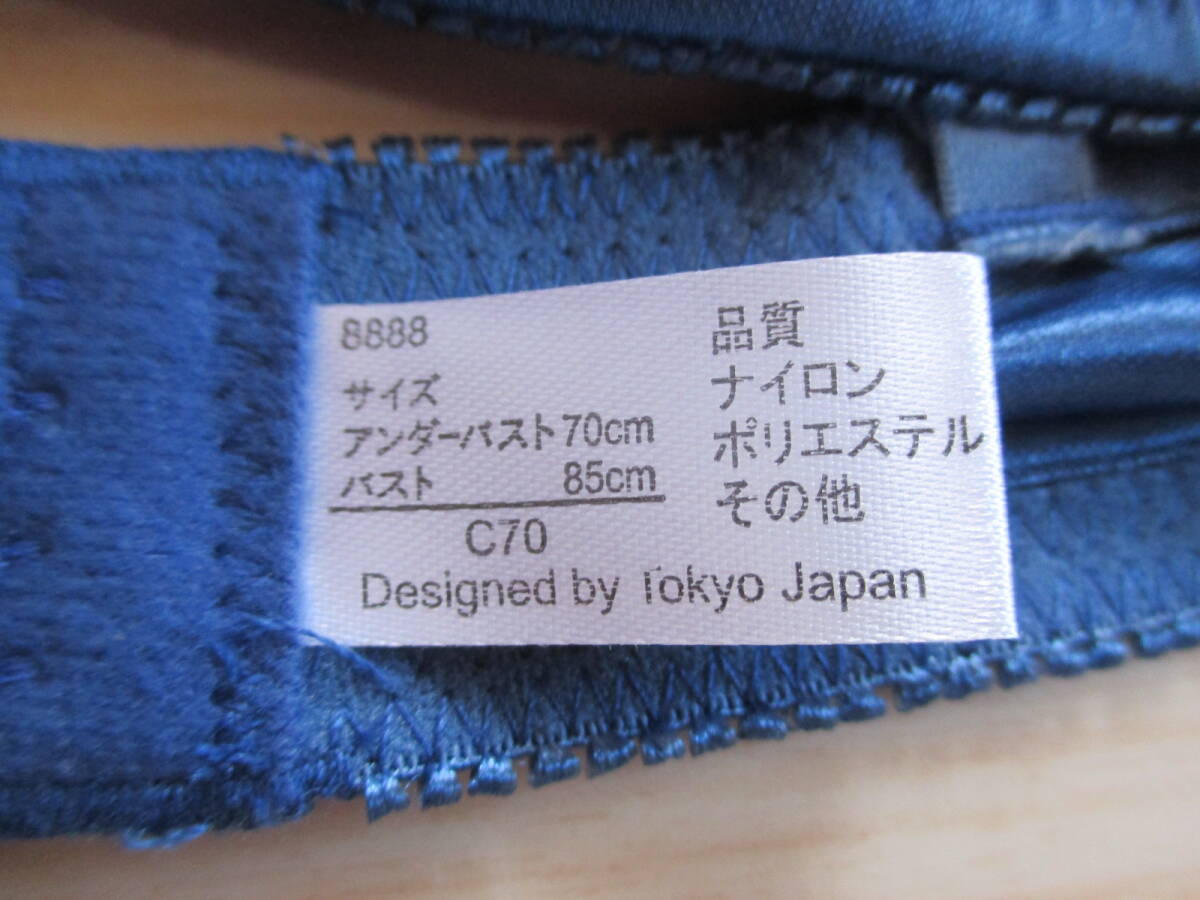 8888
サイズ
アンダーバスト70cm
バスト 85cm
C70
品質
ナイロン
ポリエステル
その他
Designed by Tokyo Japan